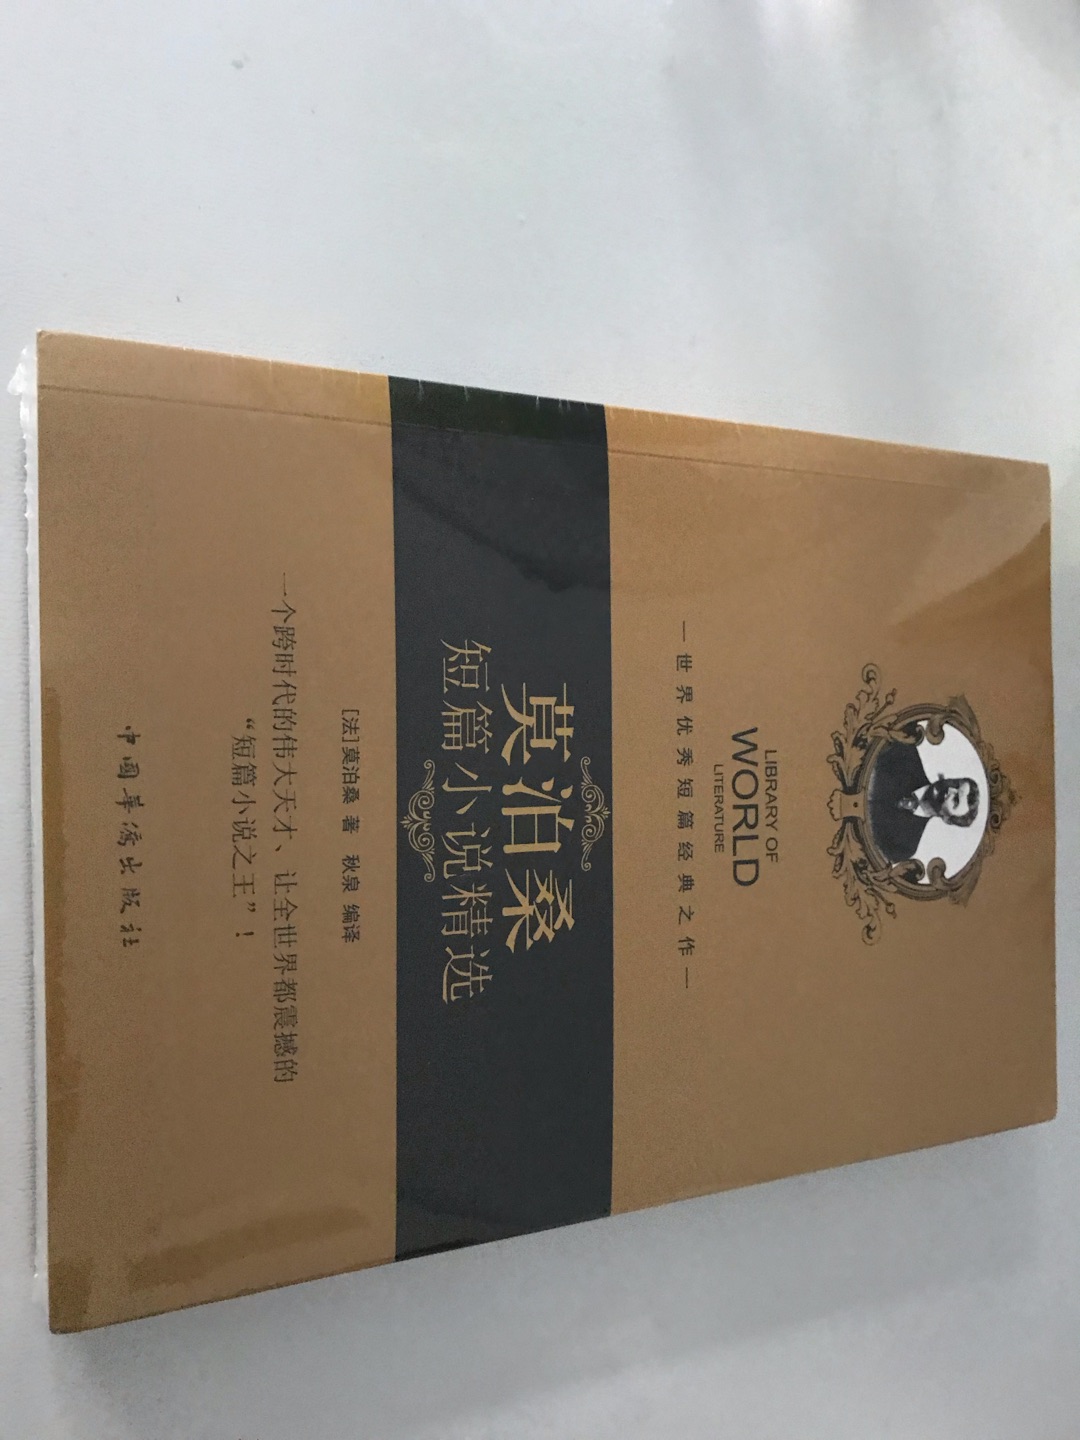 LIBRARY OF
WORLD
LITERATURE
一世界优秀短篇经典之作一
莫泊桑
短篇小说精选
[法]莫泊桑 著 秋泉 编译
一个跨时代的伟大天才、让全世界都震撼的
“短篇小说之王”！
中国华侨出版社